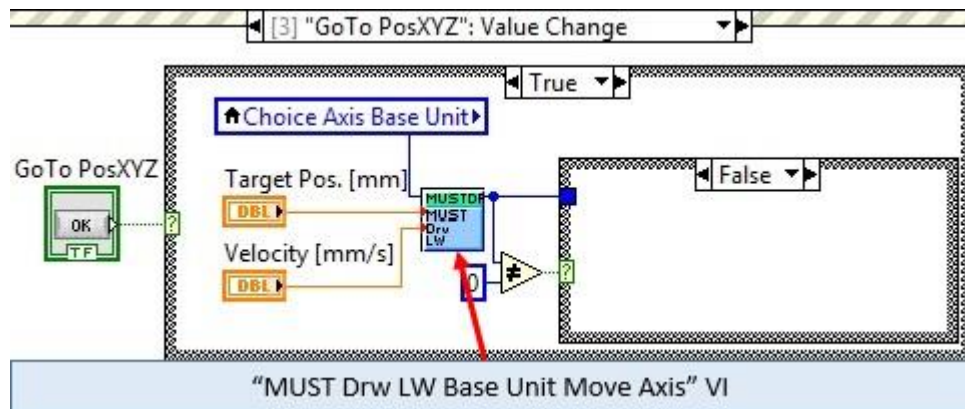 [3] "GoTo PosXYZ": Value Change
True
Choice Axis Base Unit
GoTo PosXYZ
OK
TF
Target Pos. [mm]
DBL
Velocity [mm/s]
DBL
MUSTDR
MUST
Drv
LW
False
0
≠
?
?
“MUST Drw LW Base Unit Move Axis” VI